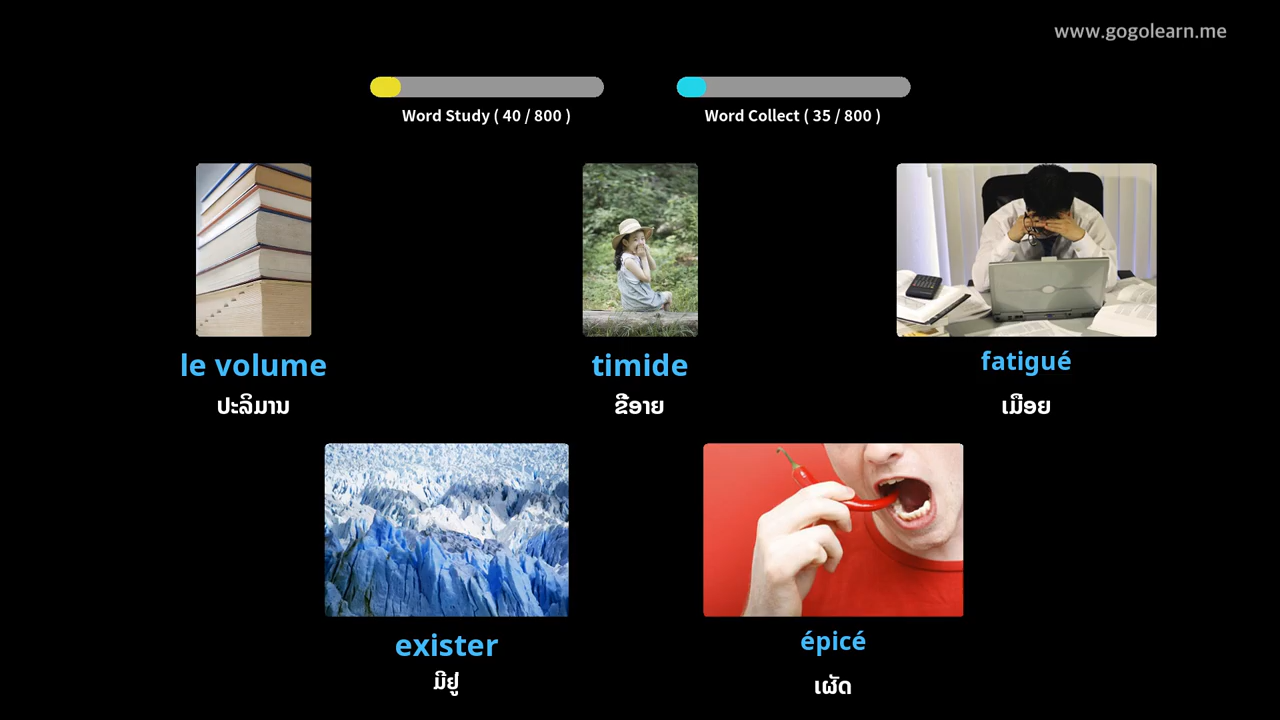 www.gogolearn.me
Word Study ( 40 / 800 )
Word Collect ( 35 / 800 )
le volume
timide
fatigué
ປະລິມານ
ຂີ້ອາຍ
ເມື່ອຍ
exister
épicé
ມີຢູ່
ເຜັດ